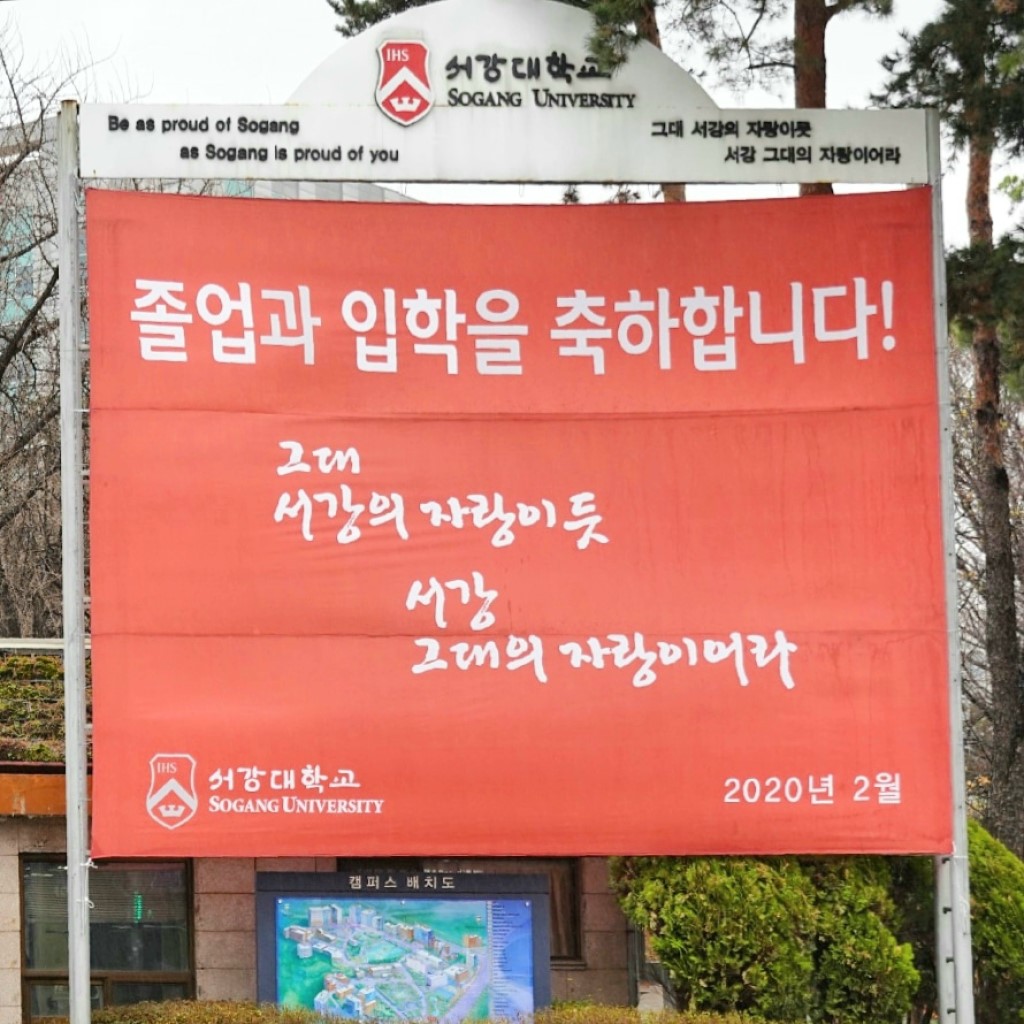 IHS
서강대학교
SOGANG UNIVERSITY
Be as proud of Sogang
as Sogang is proud of you
그대 서강의 자랑이듯
서강 그대의 자랑이어라
졸업과 입학을 축하합니다!
그대
서강의 자랑이듯
서강
그대의 자랑이어라
IHS
서강대학교
SOGANG UNIVERSITY
2020년 2월
캠퍼스 배치도